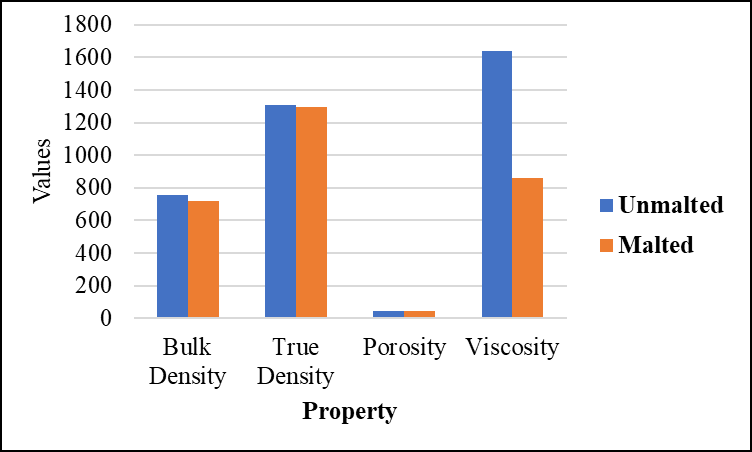 1800
1600
1400
1200
1000
800
600
400
200
0
Values
Bulk
Density
True
Density
Porosity
Viscosity
Property
Unmalted
Malted